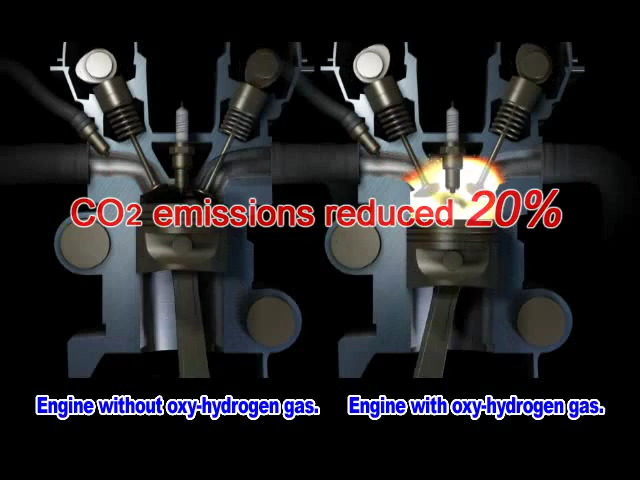 CO2 emissions reduced 20%
Engine without oxy-hydrogen gas.
Engine with oxy-hydrogen gas.